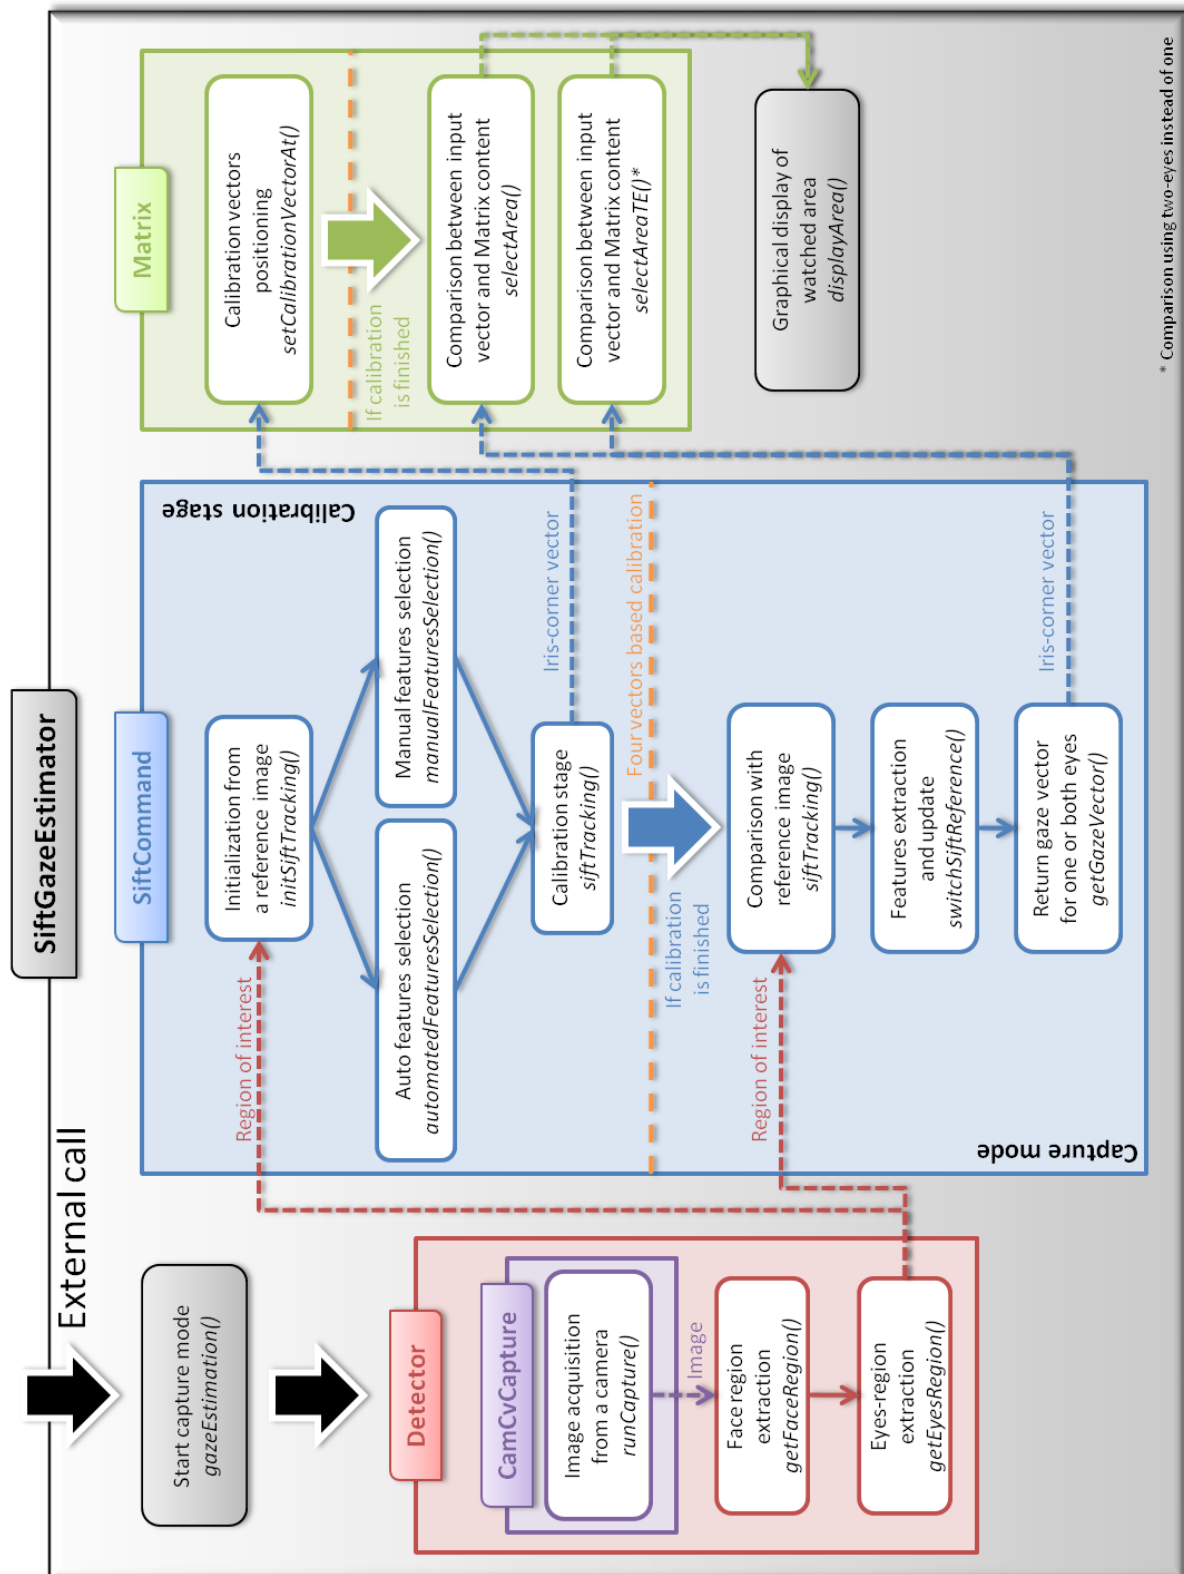 SiftGazeEstimator
External call
Start capture mode
gazeEstimation()
Detector
CamCvCapture
Image acquisition
from a camera
runCapture()
Image
Face region
extraction
getFaceRegion()
Eyes-region
extraction
getEyesRegion()
Region of interest
Region of interest
SiftCommand
Calibration stage
Initialization from
a reference image
initSiftTracking()
Auto features selection
automatedFeaturesSelection()
Manual features selection
manualFeaturesSelection()
Calibration stage
siftTracking()
Iris-corner vector
Four vectors based calibration
If calibration
is finished
Comparison with
reference image
siftTracking()
Features extraction
and update
switchSiftReference()
Return gaze vector
for one or both eyes
getGazeVector()
Iris-corner vector
Capture mode
Matrix
Calibration vectors
positioning
setCalibrationVectorAt()
If calibration
is finished
Comparison between input
vector and Matrix content
selectArea()
Comparison between input
vector and Matrix content
selectAreaTE()*
Graphical display of
watched area
displayArea()
* Comparison using two-eyes instead of one